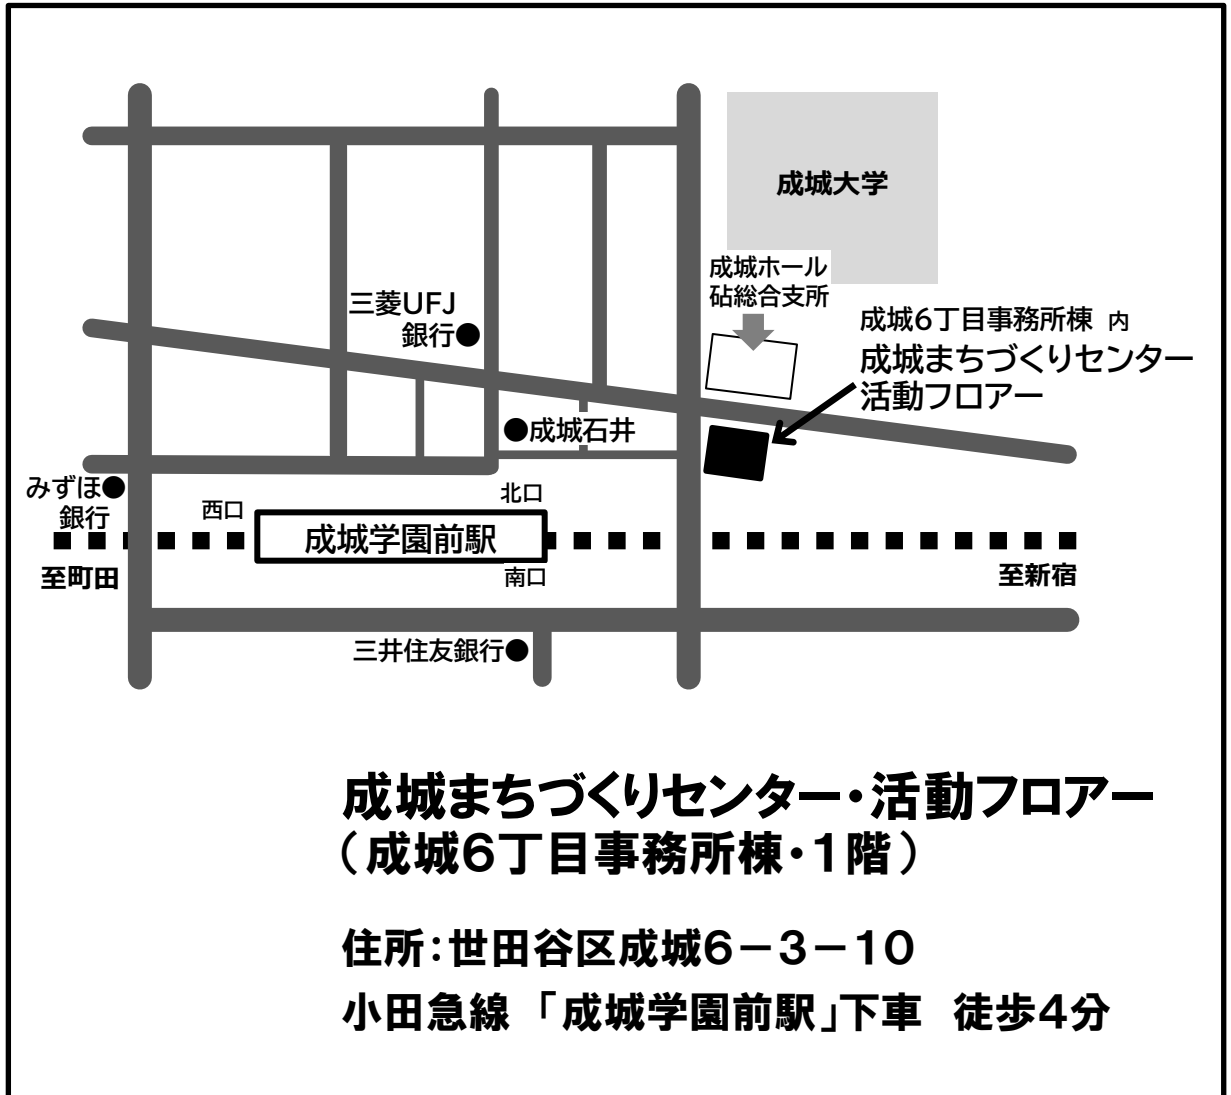 成城大学
成城ホール
砧総合支所
三菱UFJ
銀行●
成城6丁目事務所棟 内
成城まちづくりセンター
活動フロアー
●成城石井
みずほ●
銀行
西口
北口
成城学園前駅
南口
至町田
至新宿
三井住友銀行●
成城まちづくりセンター・活動フロアー
(成城6丁目事務所棟・1階)
住所:世田谷区成城6-3-10
小田急線「成城学園前駅」下車 徒歩4分